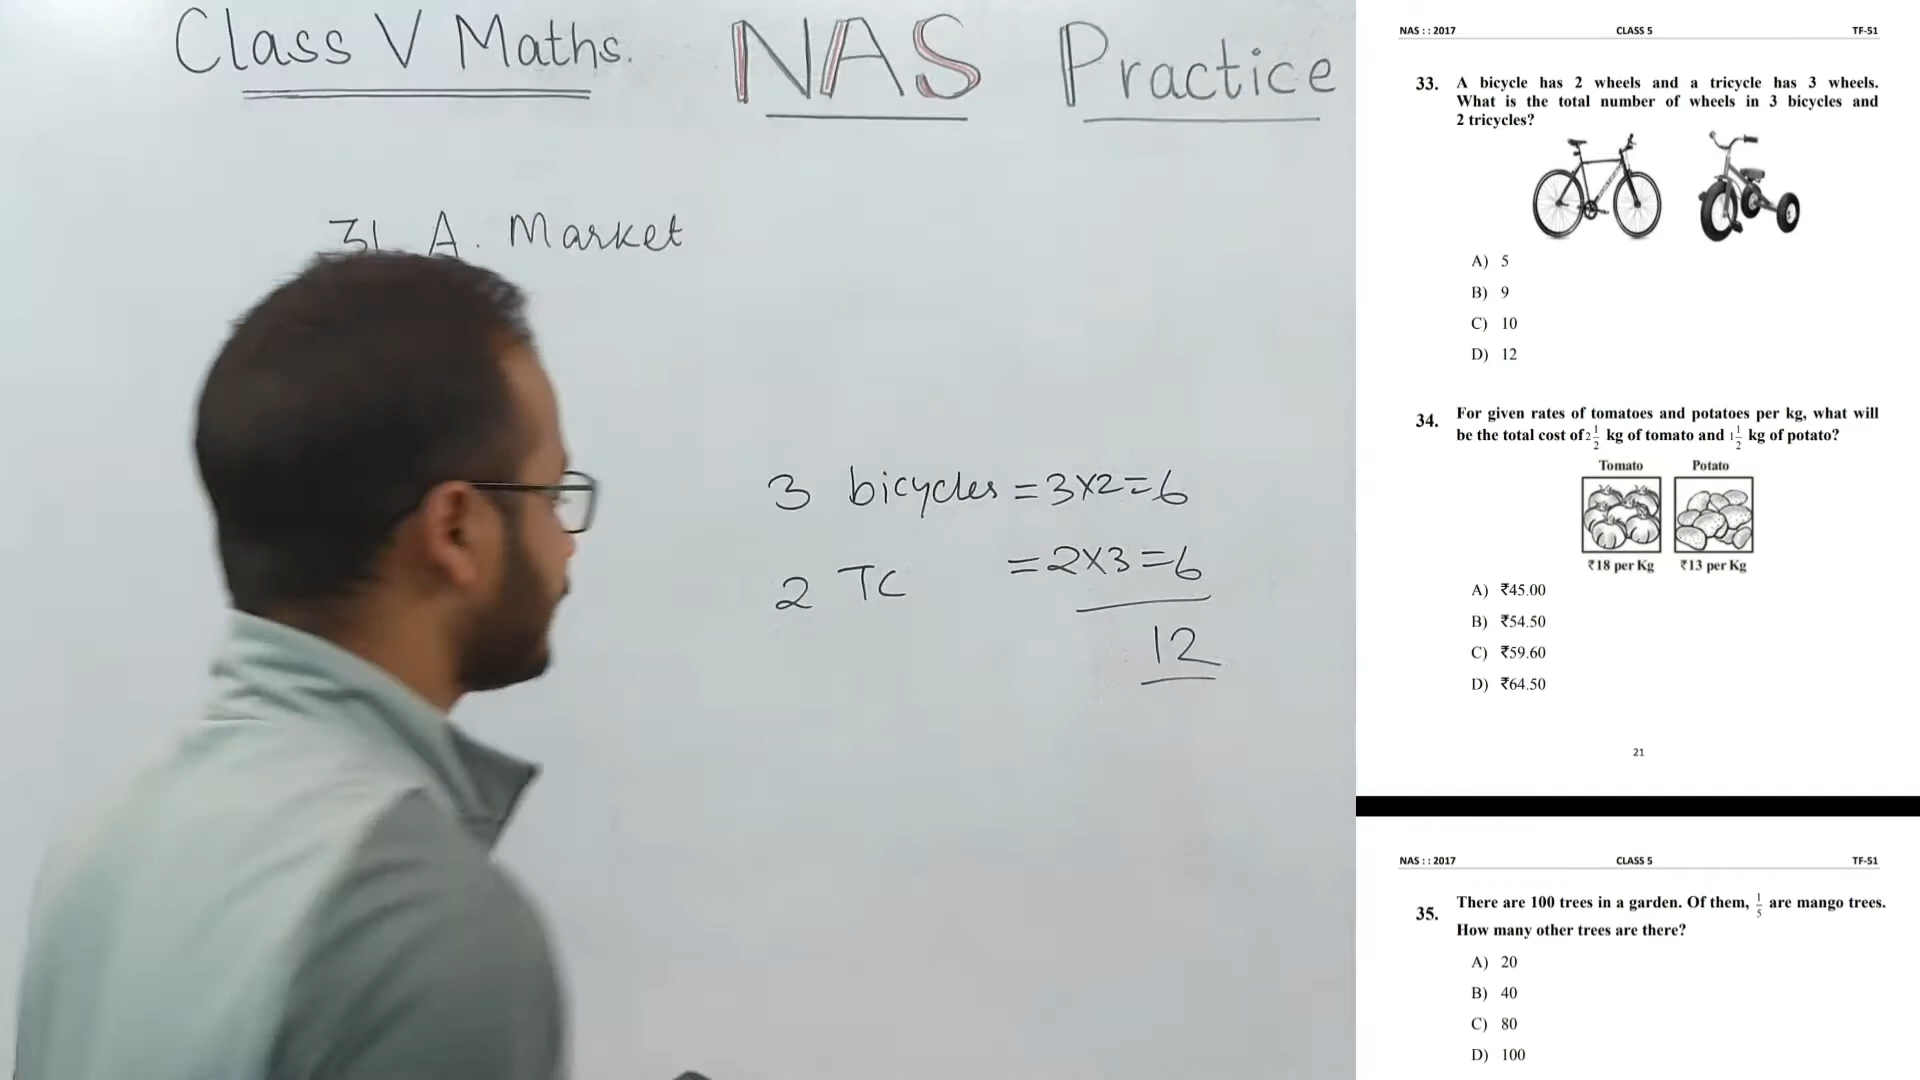 Class V Maths. NAS Practice
31 A. Market
3 bicycles = 3×2=6
2 TC = 2×3=6
12
NAS : : 2017 CLASS 5 TF-51
33. A bicycle has 2 wheels and a tricycle has 3 wheels.
What is the total number of wheels in 3 bicycles and
2 tricycles?
A) 5
B) 9
C) 10
D) 12
34. For given rates of tomatoes and potatoes per kg, what will
be the total cost of 2 1/2 kg of tomato and 1 1/2 kg of potato?
Tomato Potato
₹18 per Kg ₹13 per Kg
A) ₹45.00
B) ₹54.50
C) ₹59.60
D) ₹64.50
21
NAS : : 2017 CLASS 5 TF-51
35. There are 100 trees in a garden. Of them, 1/5 are mango trees.
How many other trees are there?
A) 20
B) 40
C) 80
D) 100